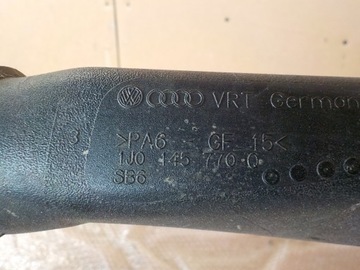 VRT Germany
3
>PA6 - GF 15<
1J0 145 770 Q
SB6